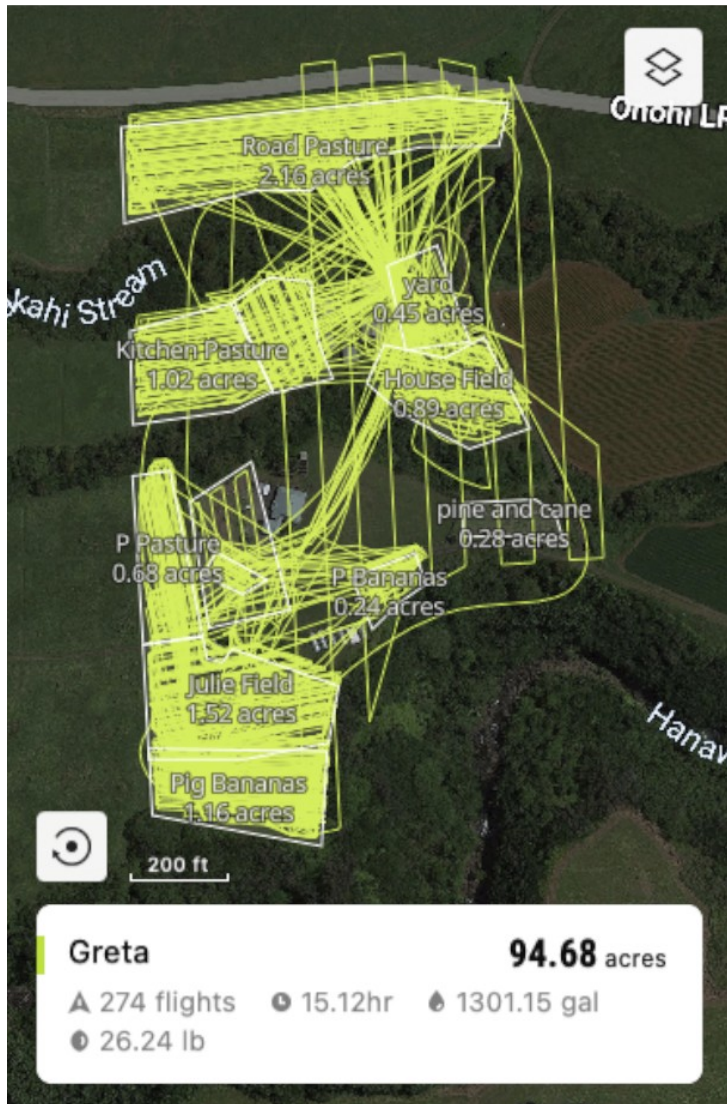 Onohi LP
Road Pasture
2.16 acres
kahi Stream
yard
0.45 acres
Kitchen Pasture
1.02 acres
House Field
0.89 acres
pine and cane
0.28 acres
P Pasture
0.68 acres
P Bananas
0.24 acres
Julie Field
1.52 acres
Hanaw
Pig Bananas
1.16 acres
200 ft
Greta
94.68 acres
274 flights 15.12hr 1301.15 gal
26.24 lb